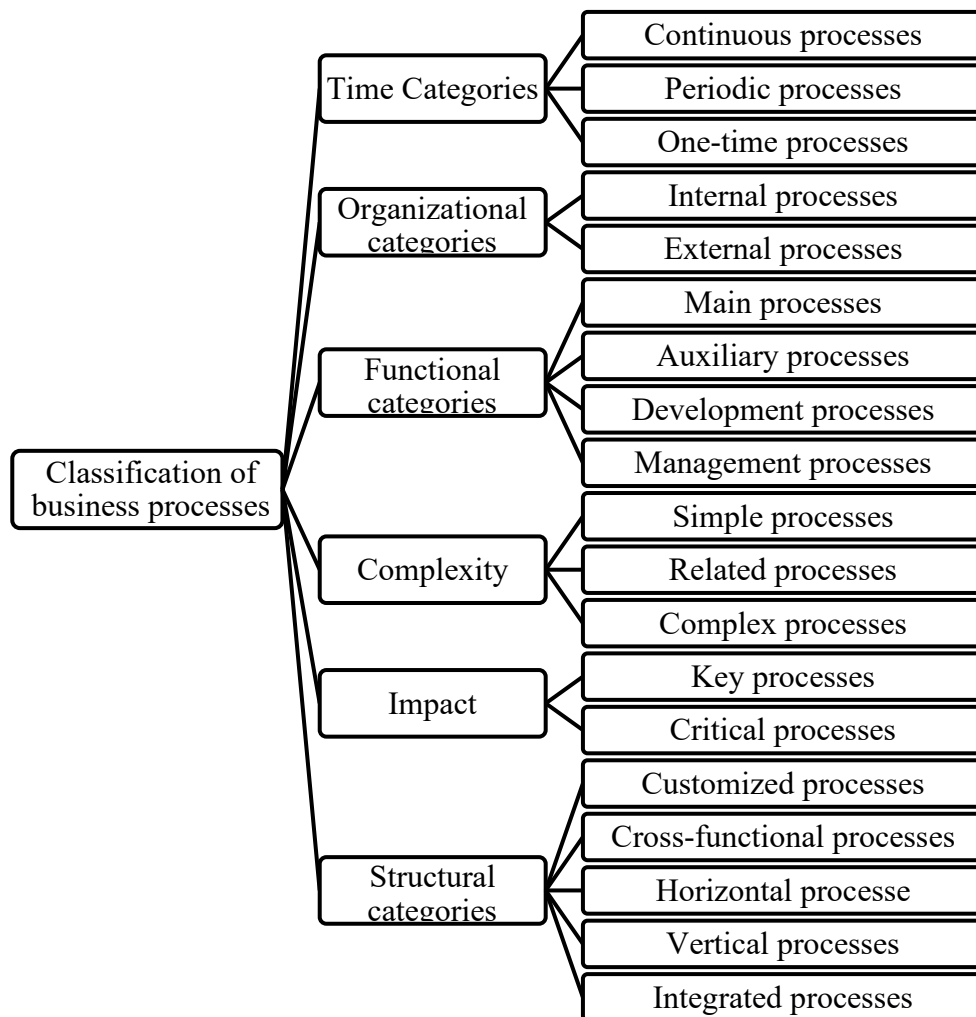 Classification of
business processes
Time Categories
Continuous processes
Periodic processes
One-time processes
Organizational
categories
Internal processes
External processes
Functional
categories
Main processes
Auxiliary processes
Development processes
Management processes
Complexity
Simple processes
Related processes
Complex processes
Impact
Key processes
Critical processes
Structural
categories
Customized processes
Cross-functional processes
Horizontal processe
Vertical processes
Integrated processes